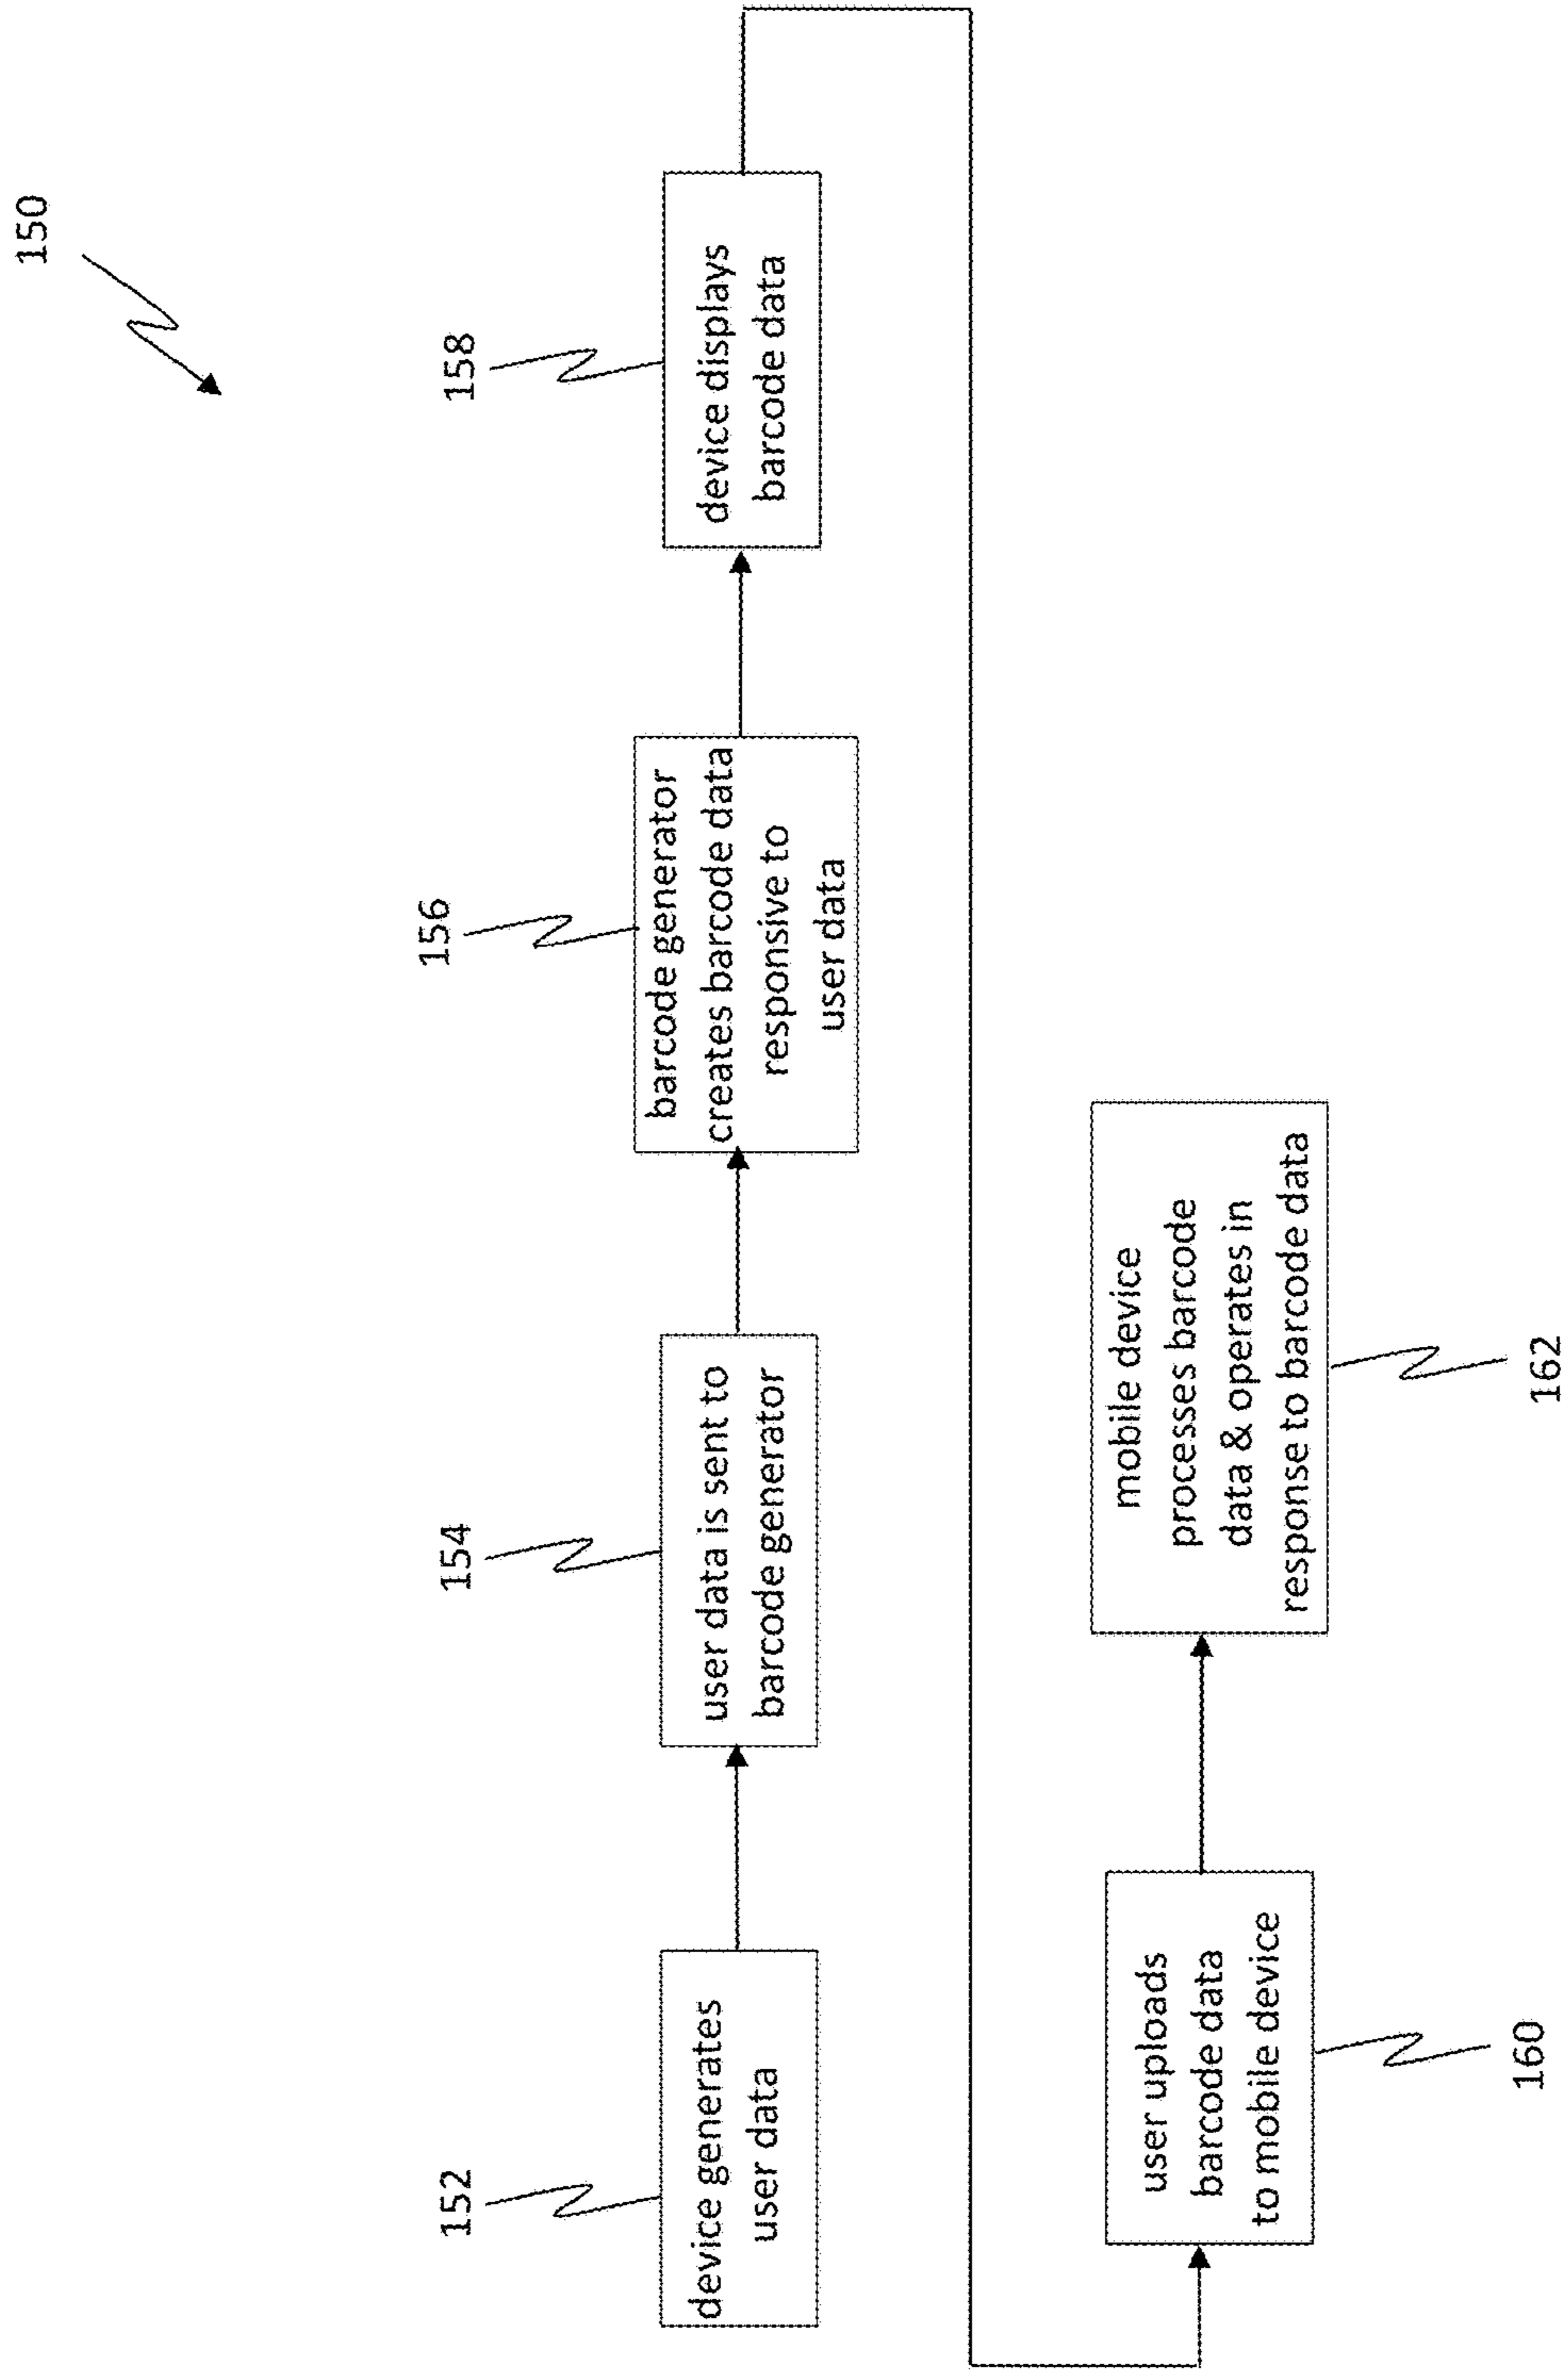 150
152
device generates
user data
154
user data is sent to
barcode generator
156
barcode generator
creates barcode data
responsive to
user data
158
device displays
barcode data
user uploads
barcode data
to mobile device
160
mobile device
processes barcode
data & operates in
response to barcode data
162